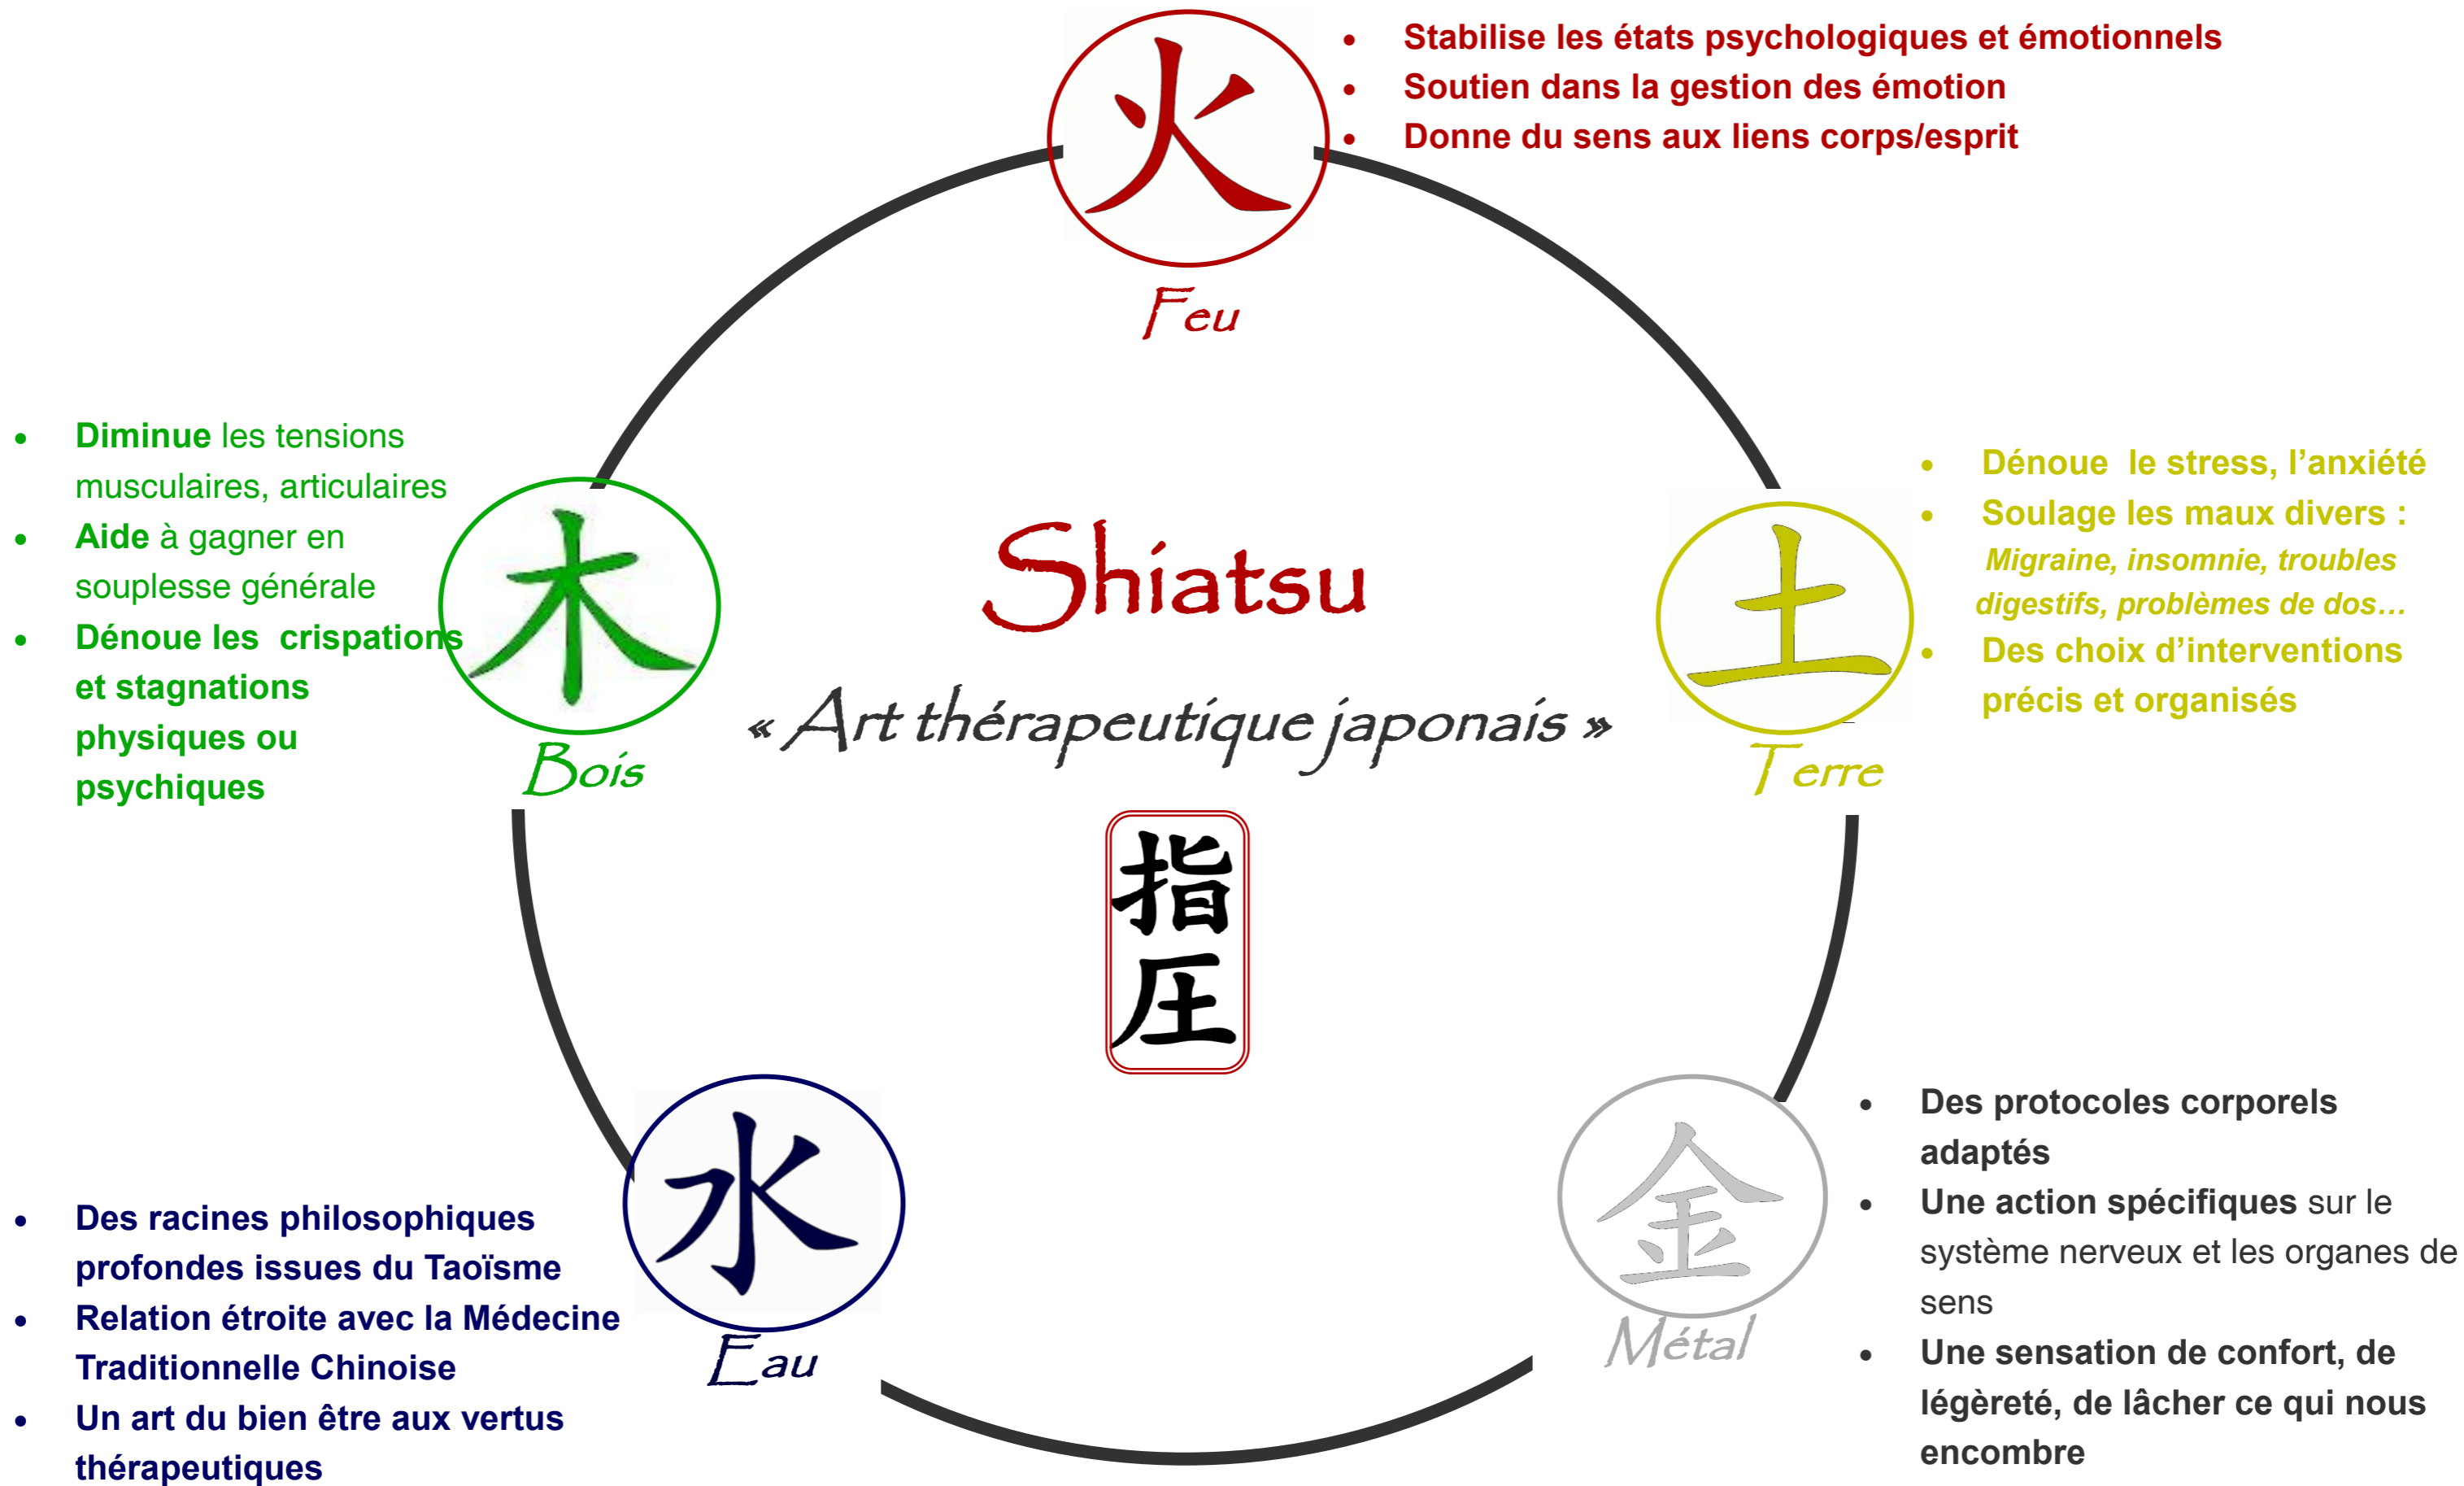 火
Feu
• Stabilise les états psychologiques et émotionnels
• Soutien dans la gestion des émotion
• Donne du sens aux liens corps/esprit
• Diminue les tensions
musculaires, articulaires
• Aide à gagner en
souplesse générale
• Dénoue les crispations
et stagnations
physiques ou
psychiques
木
Bois
Shiatsu
« Art thérapeutique japonais »
指
圧
• Dénoue le stress, l’anxiété
• Soulage les maux divers :
Migraine, insomnie, troubles
digestifs, problèmes de dos…
• Des choix d’interventions
précis et organisés
土
Terre
• Des racines philosophiques
profondes issues du Taoïsme
• Relation étroite avec la Médecine
Traditionnelle Chinoise
• Un art du bien être aux vertus
thérapeutiques
水
Eau
金
Métal
• Des protocoles corporels
adaptés
• Une action spécifiques sur le
système nerveux et les organes de
sens
• Une sensation de confort, de
légèreté, de lâcher ce qui nous
encombre